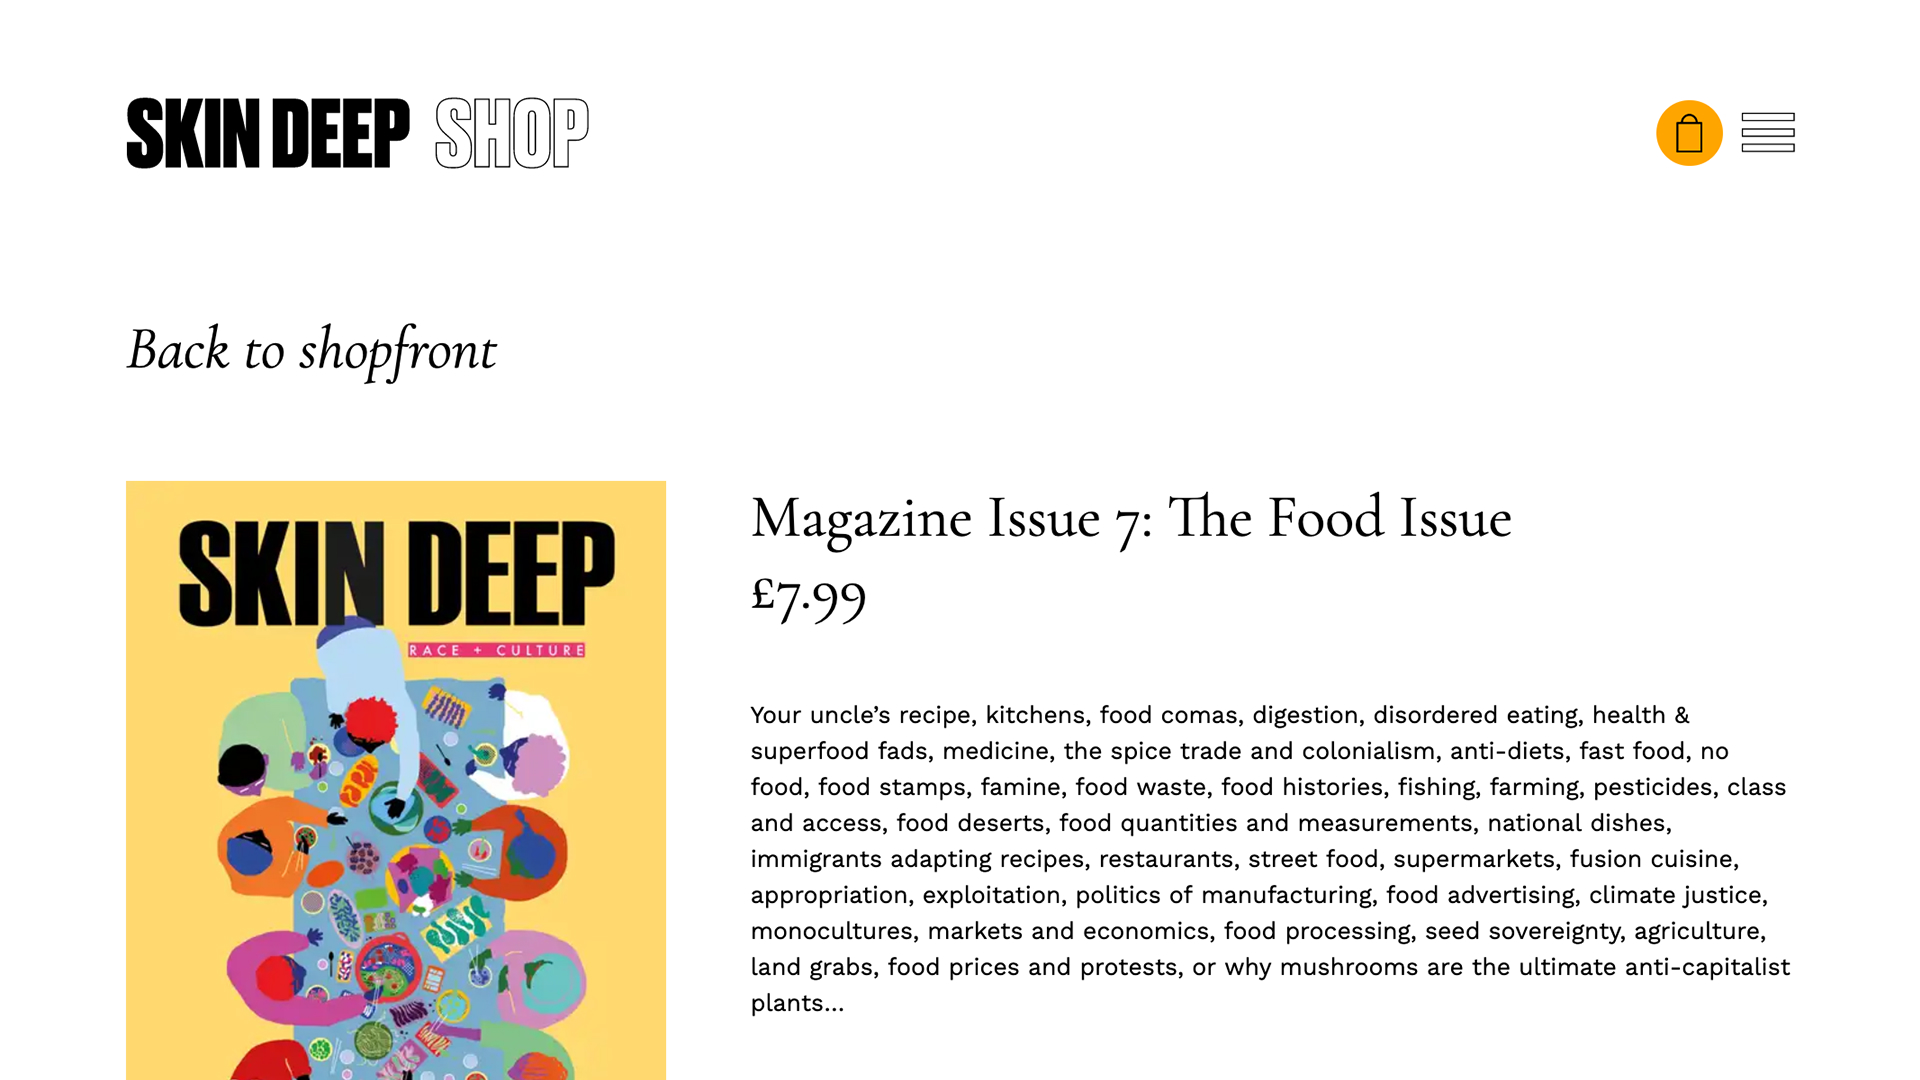 SKIN DEEP SHOP
Back to shopfront
SKIN DEEP
RACE + CULTURE
Magazine Issue 7: The Food Issue
£7.99
Your uncle’s recipe, kitchens, food comas, digestion, disordered eating, health &
superfood fads, medicine, the spice trade and colonialism, anti-diets, fast food, no
food, food stamps, famine, food waste, food histories, fishing, farming, pesticides, class
and access, food deserts, food quantities and measurements, national dishes,
immigrants adapting recipes, restaurants, street food, supermarkets, fusion cuisine,
appropriation, exploitation, politics of manufacturing, food advertising, climate justice,
monocultures, markets and economics, food processing, seed sovereignty, agriculture,
land grabs, food prices and protests, or why mushrooms are the ultimate anti-capitalist
plants...